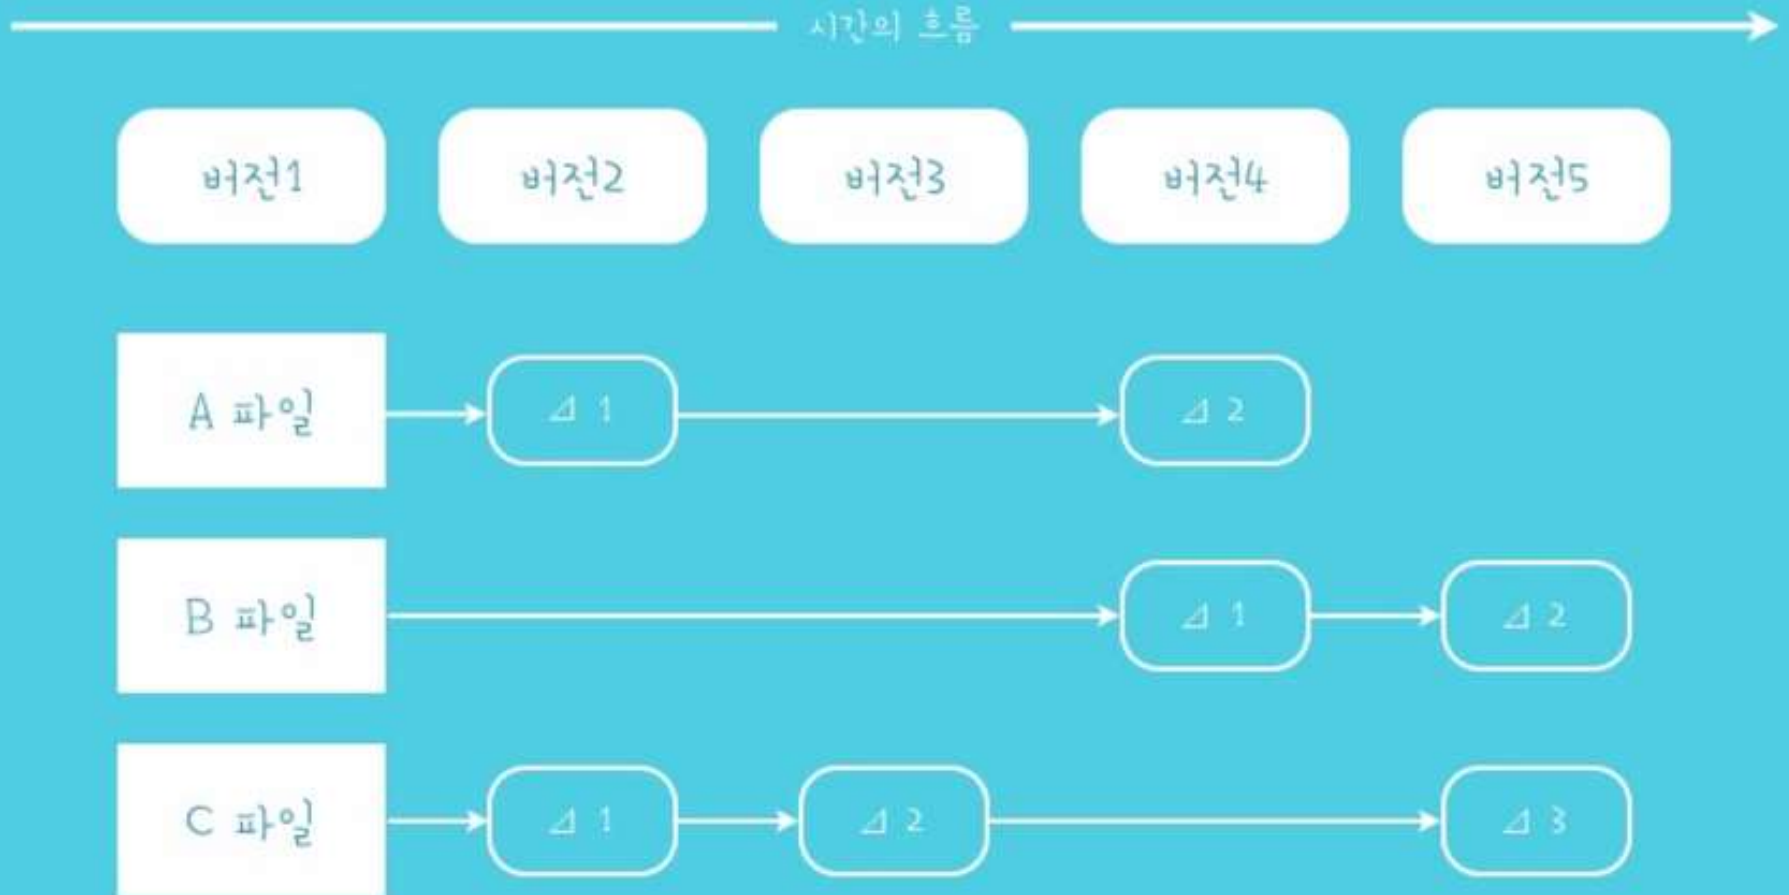 시간의 흐름
버전1 버전2 버전3 버전4 버전5
A 파일 ⊿ 1 ⊿ 2
B 파일 ⊿ 1 ⊿ 2
C 파일 ⊿ 1 ⊿ 2 ⊿ 3